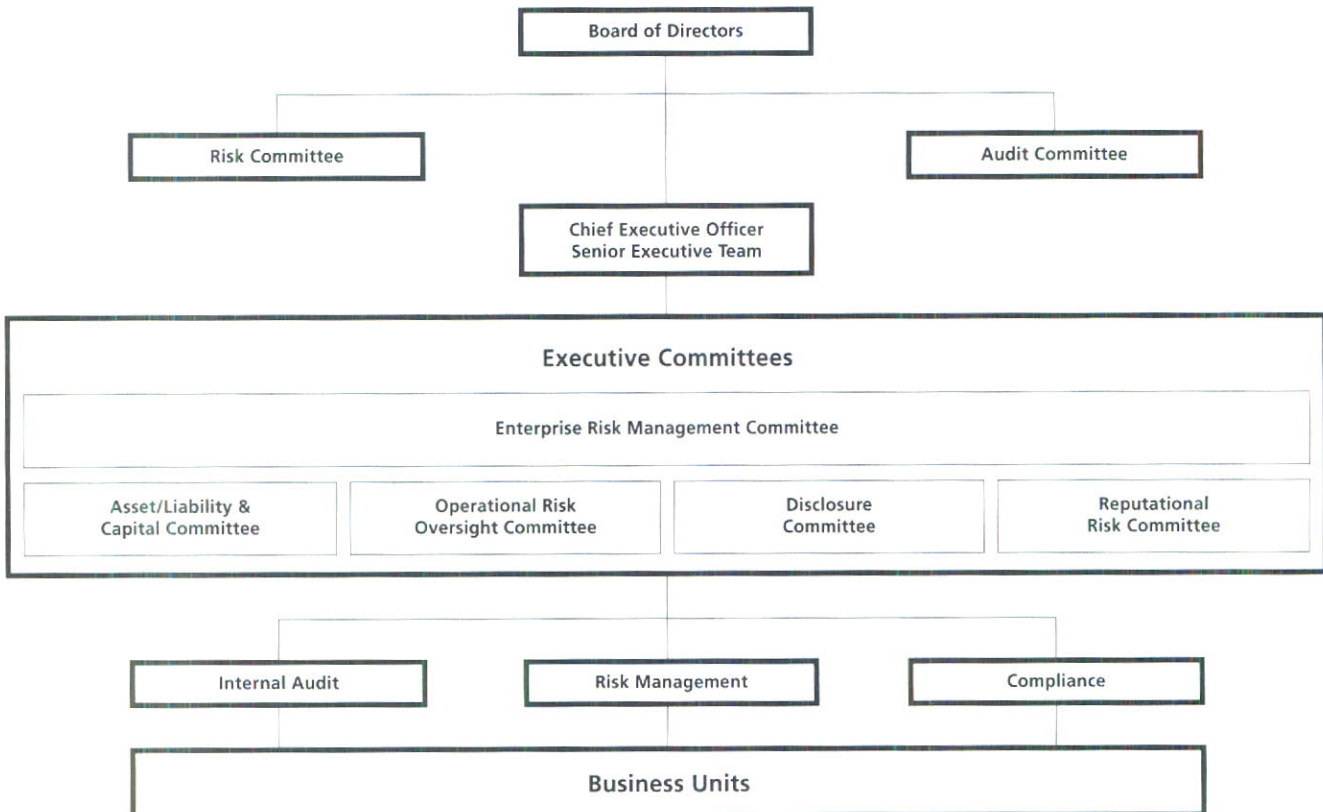 Board of Directors
Risk Committee
Audit Committee
Chief Executive Officer
Senior Executive Team
Executive Committees
Enterprise Risk Management Committee
Asset/Liability &
Capital Committee
Operational Risk
Oversight Committee
Disclosure
Committee
Reputational
Risk Committee
Internal Audit
Risk Management
Compliance
Business Units